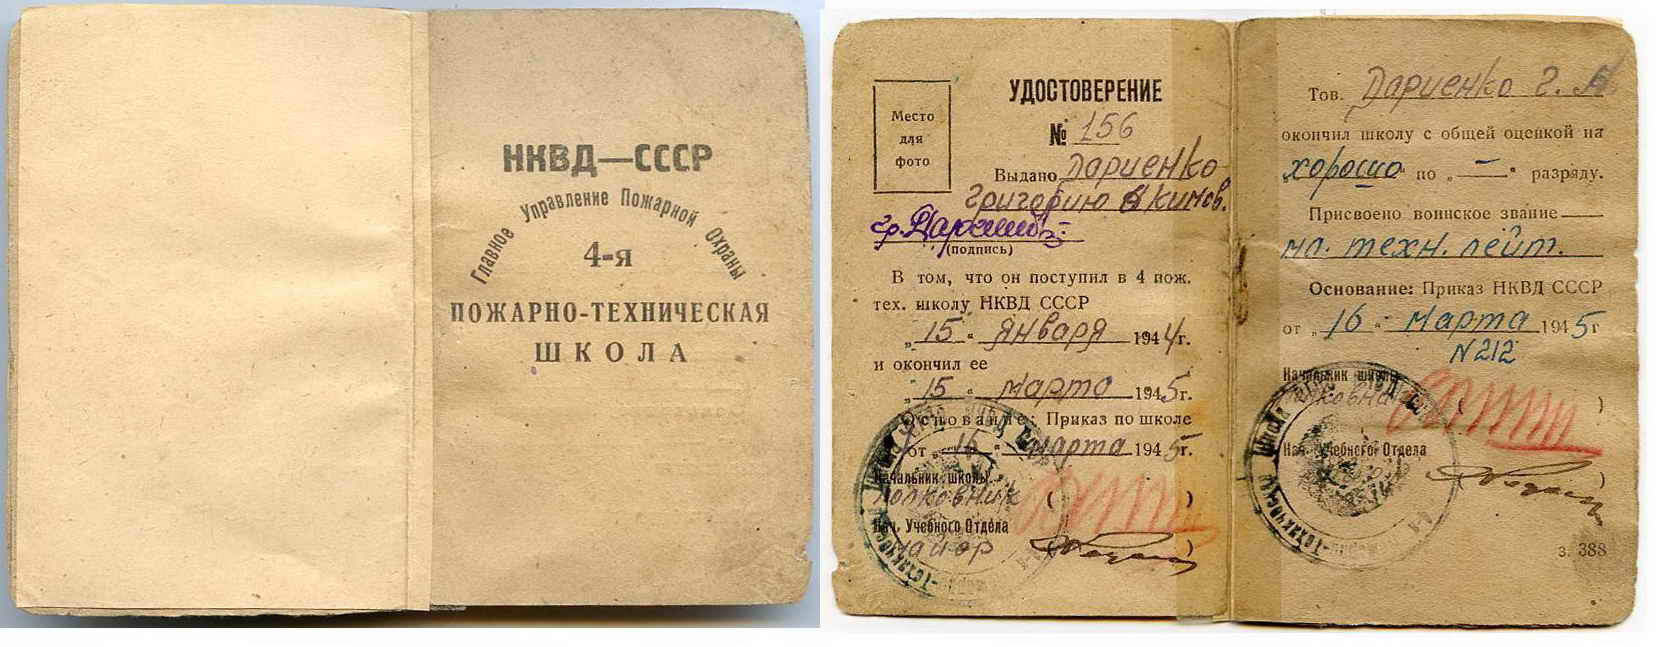 НКВД—СССР
Главное Управление Пожарной Охраны
4-я
ПОЖАРНО-ТЕХНИЧЕСКАЯ
ШКОЛА
УДОСТОВЕРЕНИЕ
№ 156
Место
для
фото
Выдано Дариенко
Григорию Якимов.
(подпись)
В том, что он поступил в 4 пож.
тех. школу НКВД СССР
„15“ января 1944г.
и окончил ее
„15“ марта 1945г.
Основание: Приказ по школе
от „16“ марта 1945г.
Начальник школы
полковник ( )
Нач. Учебного Отдела
майор ( )
Тов. Дариенко Г.
окончил школу с общей оценкой на
„хорошо“ по „—“ разряду.
Присвоено воинское звание
мл. техн. лейт.
Основание: Приказ НКВД СССР
от „16“ марта 1945г
N 212
Начальник школы
полковник ( )
Нач. Учебного Отдела
)
з. 388